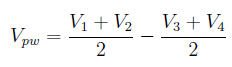 V_{pw} = \frac{V_1 + V_2}{2} - \frac{V_3 + V_4}{2}